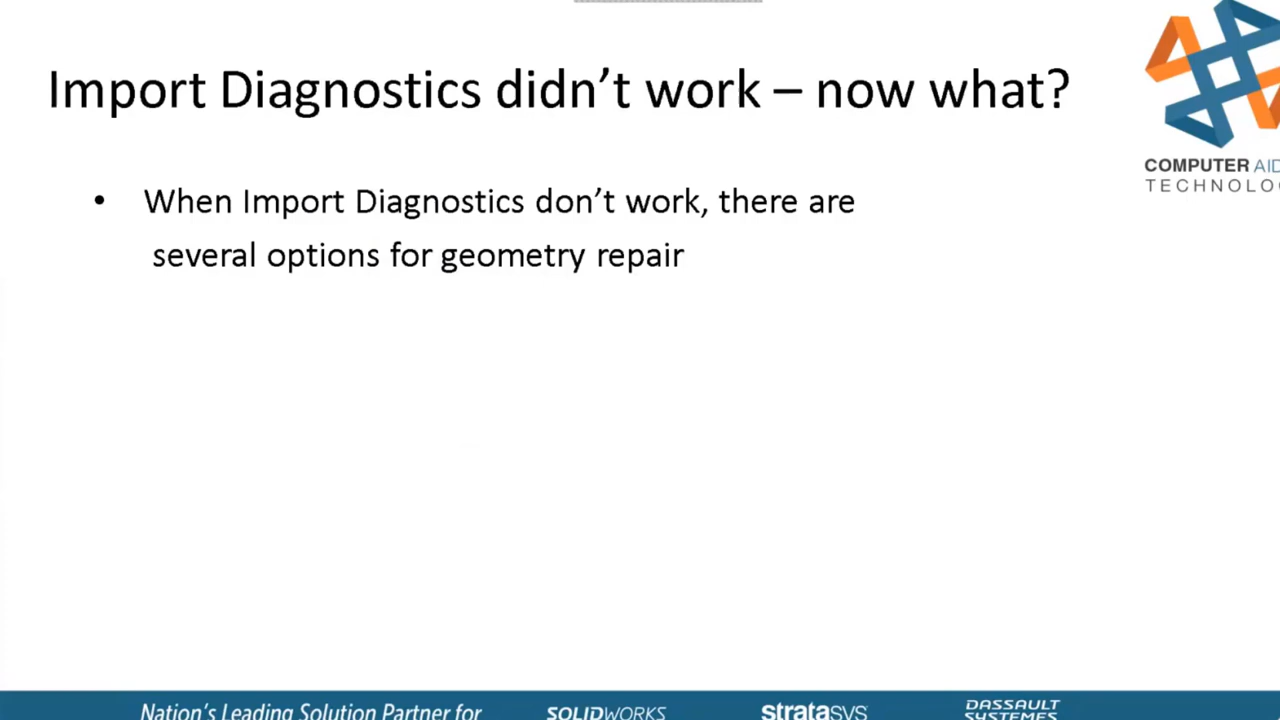 Import Diagnostics didn’t work – now what?
• When Import Diagnostics don’t work, there are
several options for geometry repair
COMPUTER AID
TECHNOLO
Nation's Leading Solution Partner for
SOLIDWORKS
stratasys
DASSAULT
SYSTEMES